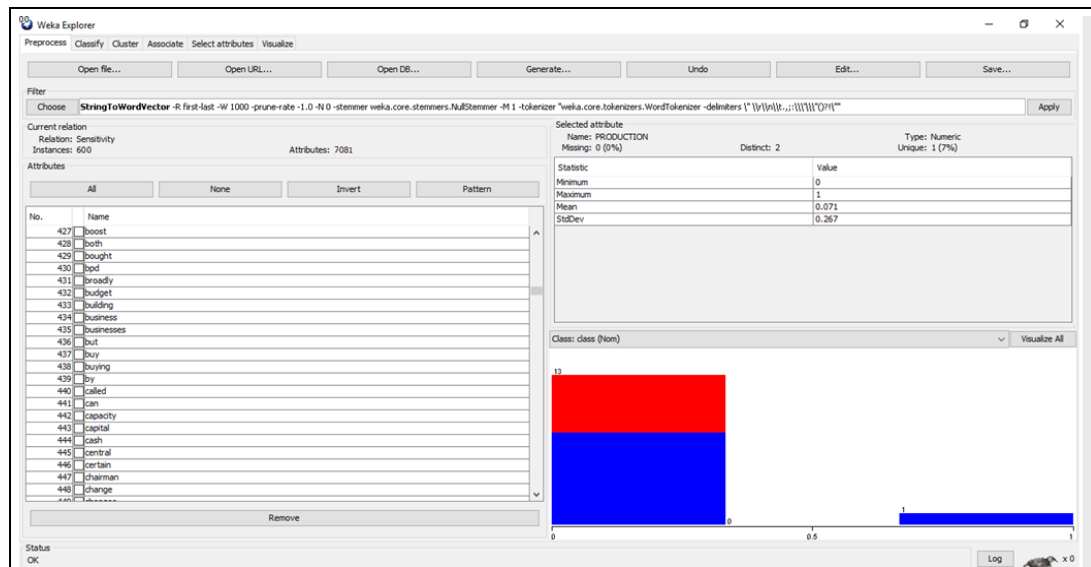 Weka Explorer
Preprocess Classify Cluster Associate Select attributes Visualize
Open file... Open URL... Open DB... Generate... Undo Edit... Save...
Filter
Choose StringToWordVector -R first-last -W 1000 -prune-rate -1.0 -N 0 -stemmer weka.core.stemmers.NullStemmer -M 1 -tokenizer "weka.core.tokenizers.WordTokenizer -delimiters Apply
Current relation
Relation: Sensitivity
Instances: 600 Attributes: 7081
Selected attribute
Name: PRODUCTION Type: Numeric
Missing: 0 (0%) Distinct: 2 Unique: 1 (7%)
Attributes
All None Invert Pattern
No. Name
427 boost
428 both
429 bought
430 bpd
431 broadly
432 budget
433 building
434 business
435 businesses
436 but
437 buy
438 buying
439 by
440 called
441 can
442 capacity
443 capital
444 cash
445 central
446 certain
447 chairman
448 change
Remove
Statistic Value
Minimum 0
Maximum 1
Mean 0.071
StdDev 0.267
Class: class (Nom) Visualize All
13
0
1
0 0.5 1
Status
OK
Log x 0